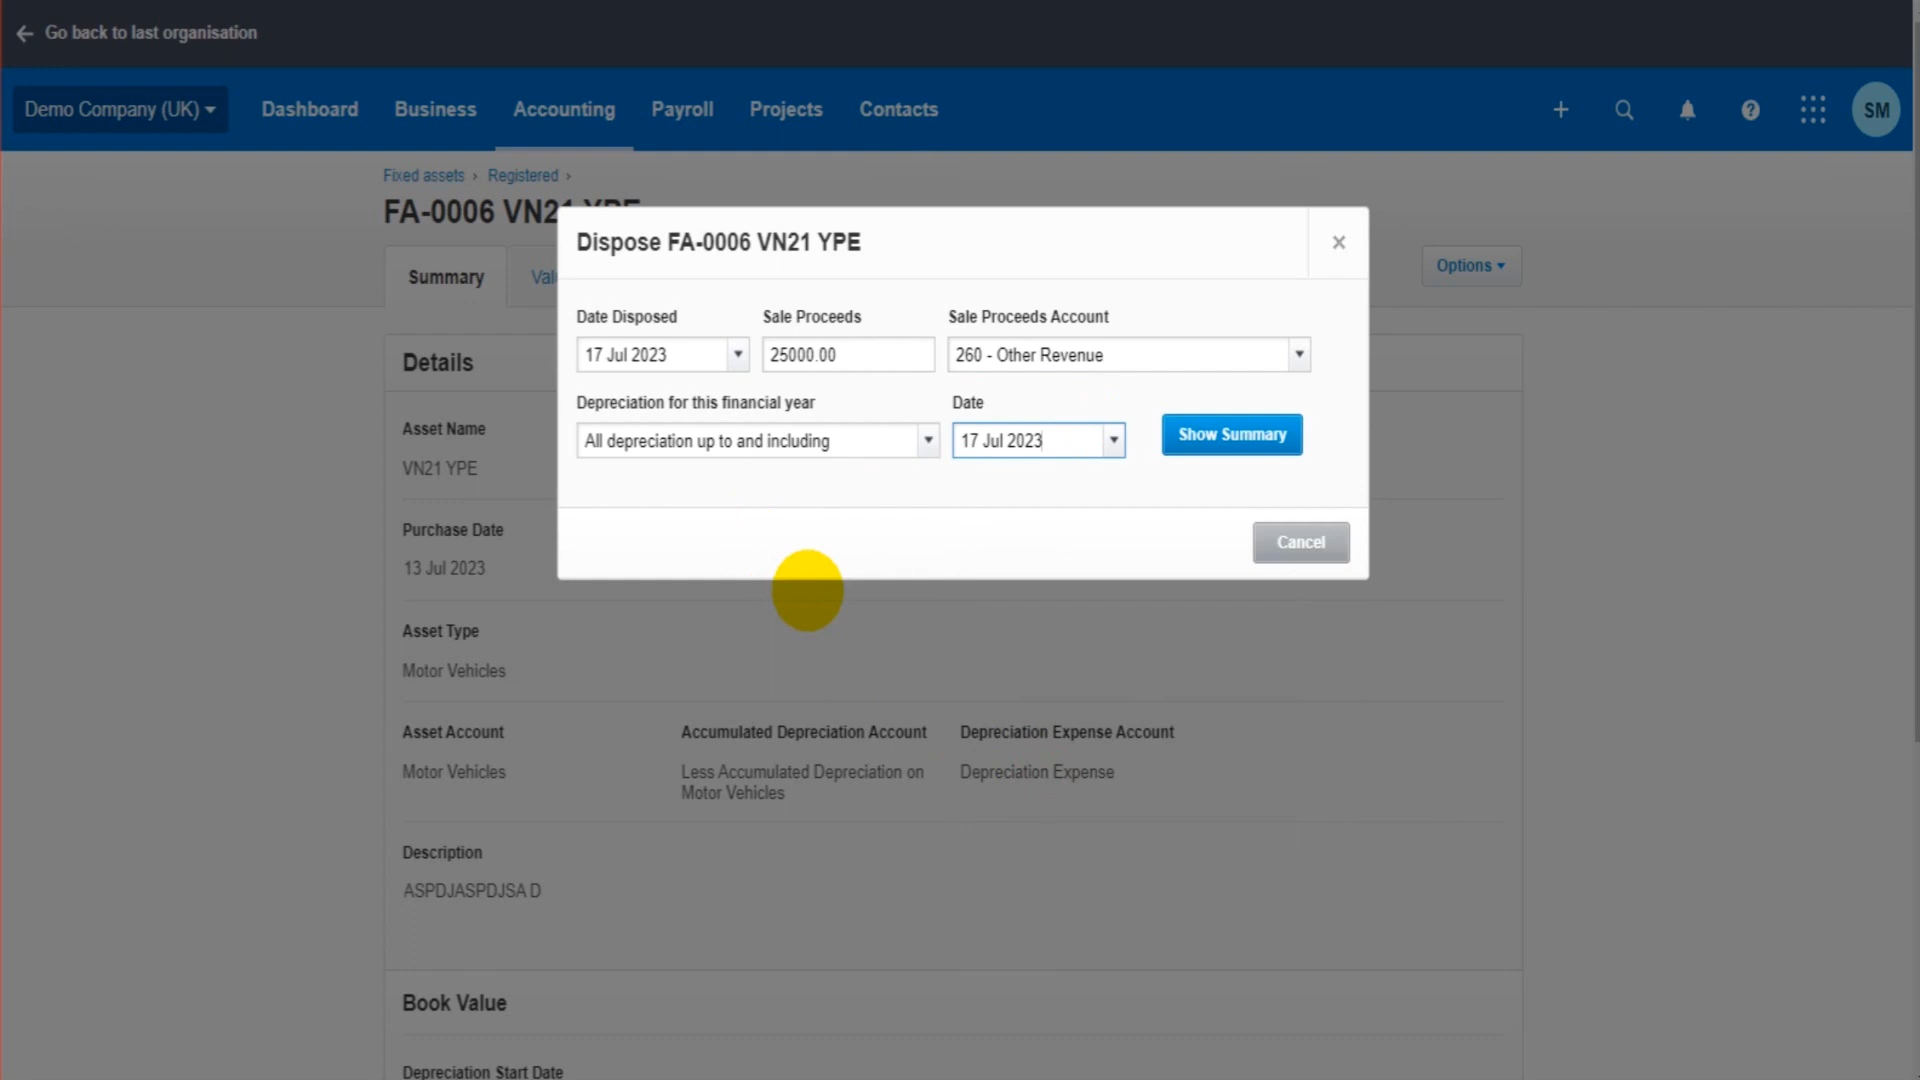 Go back to last organisation
Demo Company (UK) Dashboard Business Accounting Payroll Projects Contacts SM
Fixed assets › Registered ›
FA-0006 VN21 YPE
Summary
Options
Dispose FA-0006 VN21 YPE
Date Disposed Sale Proceeds Sale Proceeds Account
17 Jul 2023 25000.00 260 - Other Revenue
Depreciation for this financial year Date
All depreciation up to and including 17 Jul 2023 Show Summary
Cancel
Details
Asset Name
VN21 YPE
Purchase Date
13 Jul 2023
Asset Type
Motor Vehicles
Asset Account Accumulated Depreciation Account Depreciation Expense Account
Motor Vehicles Less Accumulated Depreciation on Depreciation Expense
Motor Vehicles
Description
ASPDJASPDJSA D
Book Value
Depreciation Start Date